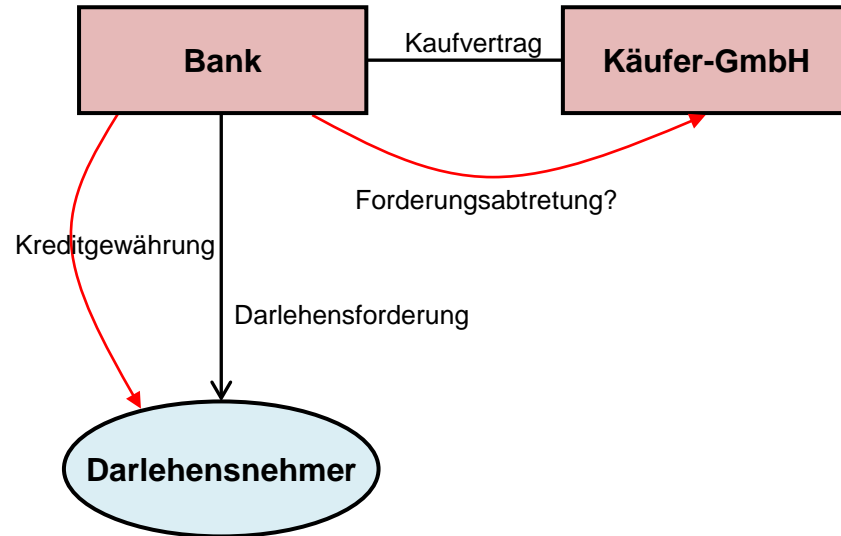 Bank
Kaufvertrag
Käufer-GmbH
Forderungsabtretung?
Kreditgewährung
Darlehensforderung
Darlehensnehmer